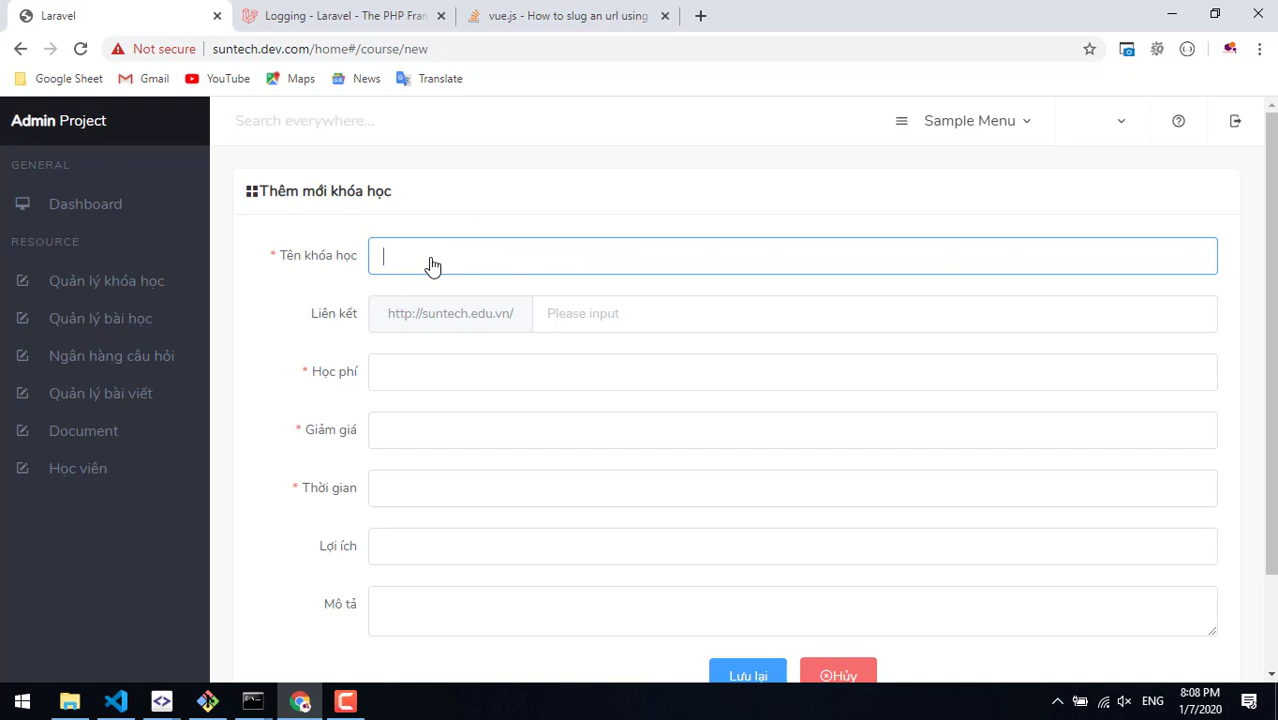 Laravel
Logging - Laravel - The PHP Fran
vue.js - How to slug an url using
Not secure
suntech.dev.com/home#/course/new
Google Sheet
Gmail
YouTube
Maps
News
Translate
Admin Project
Search everywhere...
Sample Menu
GENERAL
Dashboard
RESOURCE
Quản lý khóa học
Quản lý bài học
Ngân hàng câu hỏi
Quản lý bài viết
Document
Học viên
Thêm mới khóa học
* Tên khóa học
Liên kết
http://suntech.edu.vn/
Please input
* Học phí
* Giảm giá
* Thời gian
Lợi ích
Mô tả
Lưu lại
Hủy
ENG
8:08 PM
1/7/2020